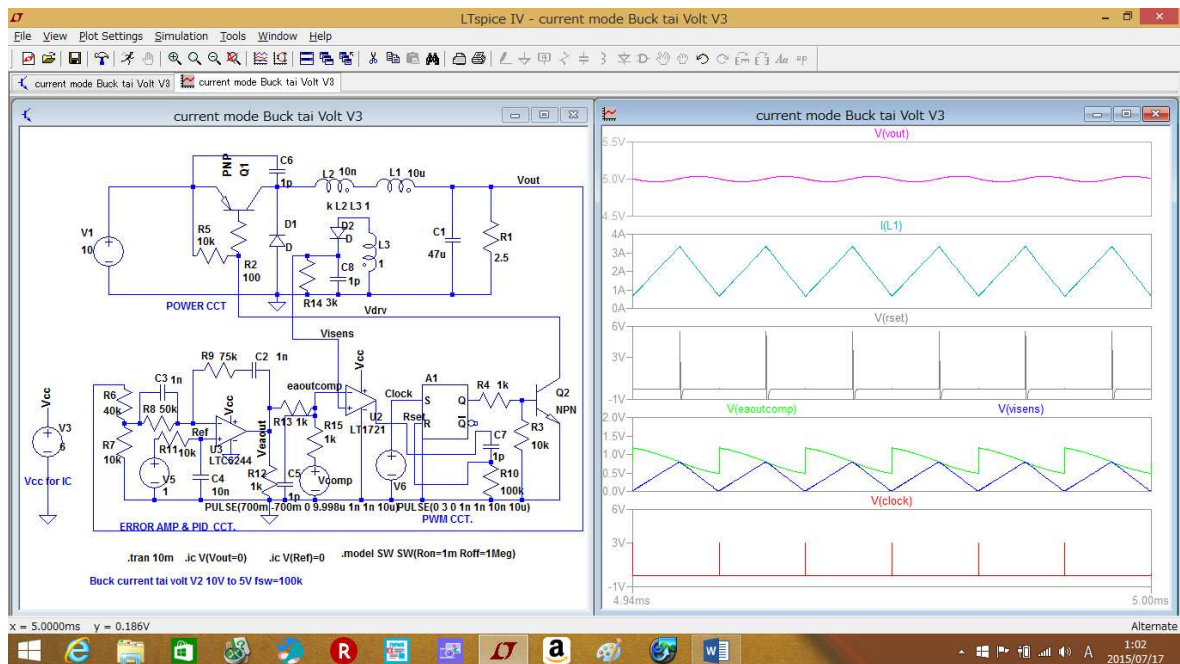 LTspice IV - current mode Buck tai Volt V3
File View Plot Settings Simulation Tools Window Help
current mode Buck tai Volt V3
current mode Buck tai Volt V3
current mode Buck tai Volt V3
PNP
Q1
C6
1p
L2 10n
L1 10u
Vout
k L2 L3 1
V1
10
R5
10k
R2
100
D1
D
D2
D
L3
1
C8
1p
R14 3k
C1
47u
R1
2.5
POWER CCT
Vdrv
Visens
R9 75k
C2 1n
C3 1n
R6
40k
R8 50k
R7
10k
R11 10k
Ref
Vcc
U3
LTC6244
V5
1
C4
10n
Veaout
R12
1k
eaoutcomp
R13 1k
R15
1k
C5
1p
Vcomp
Vcc
U2
LT1721
Clock
Rset
V6
A1
S
R
Q
Q
R4 1k
C7
1p
R10
100k
R3
10k
Q2
NPN
Vcc
V3
6
Vcc for IC
PULSE(700m -700m 0 9.998u 1n 1n 10u)
PULSE(0 3 0 1n 1n 10n 10u)
ERROR AMP & PID CCT.
PWM CCT.
.tran 10m .ic V(Vout=0) .ic V(Ref)=0 .model SW SW(Ron=1m Roff=1Meg)
Buck current tai volt V2 10V to 5V fsw=100k
current mode Buck tai Volt V3
V(vout)
5.5V
5.0V
4.5V
I(L1)
4A
3A
2A
1A
0A
V(rset)
6V
3V
-1V
V(eaoutcomp) V(visens)
2.0V
1.5V
1.0V
0.5V
0.0V
V(clock)
6V
3V
-1V
4.94ms 5.00ms
x = 5.0000ms y = 0.186V Alternate
R
a
W
A
1:02
2015/07/17